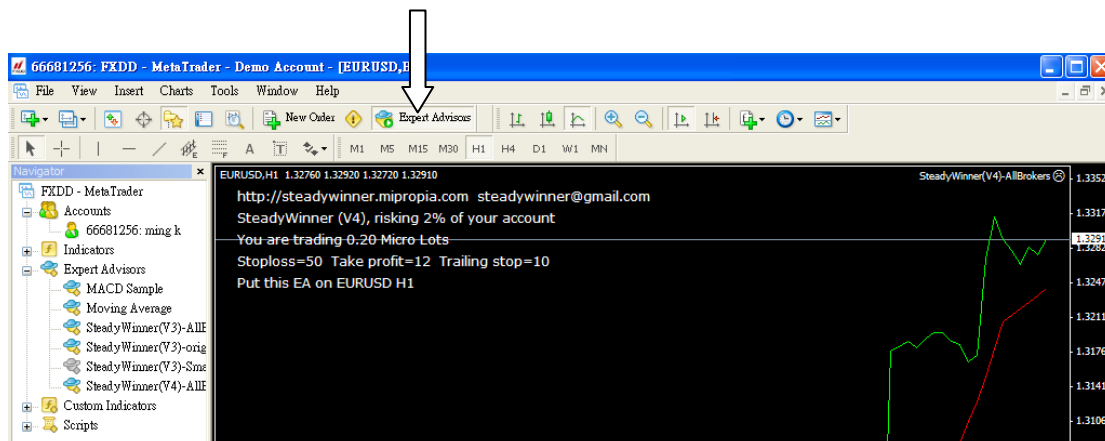 66681256: FXDD - MetaTrader - Demo Account - [EURUSD,
File View Insert Charts Tools Window Help
New Order Expert Advisors
A T M1 M5 M15 M30 H1 H4 D1 W1 MN
Navigator
FXDD - MetaTrader
Accounts
66681256: ming k
Indicators
Expert Advisors
MACD Sample
Moving Average
SteadyWinner(V3)-AllE
SteadyWinner(V3)-orig
SteadyWinner(V3)-Sma
SteadyWinner(V4)-AllE
Custom Indicators
Scripts
EURUSD,H1 1.32760 1.32920 1.32720 1.32910
SteadyWinner(V4)-AllBrokers
http://steadywinner.mipropia.com steadywinner@gmail.com
SteadyWinner (V4), risking 2% of your account
You are trading 0.20 Micro Lots
Stoploss=50 Take profit=12 Trailing stop=10
Put this EA on EURUSD H1
1.3352
1.3317
1.3291
1.3282
1.3247
1.3211
1.3176
1.3141
1.3106